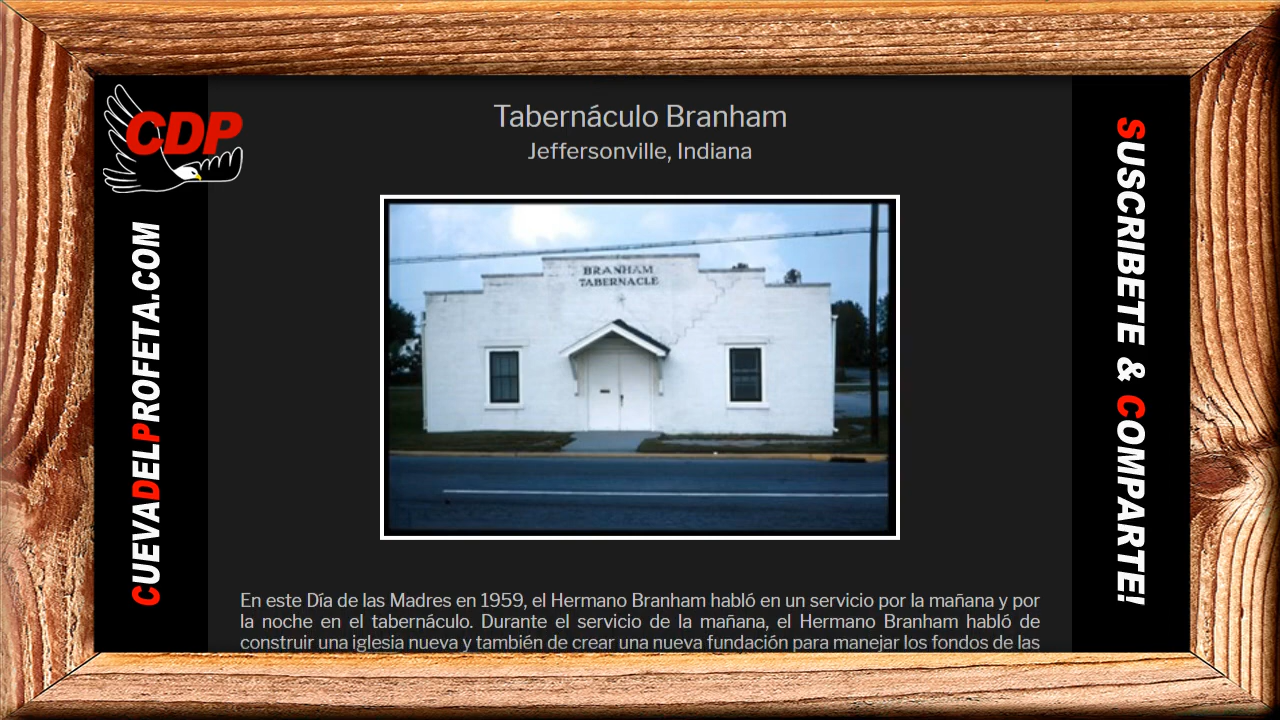 CDP
CUEVADELPROFETA.COM
Tabernáculo Branham
Jeffersonville, Indiana
BRANHAM
TABERNACLE
En este Día de las Madres en 1959, el Hermano Branham habló en un servicio por la mañana y por
la noche en el tabernáculo. Durante el servicio de la mañana, el Hermano Branham habló de
construir una iglesia nueva y también de crear una nueva fundación para manejar los fondos de las
SUSCRIBETE & COMPARTE!